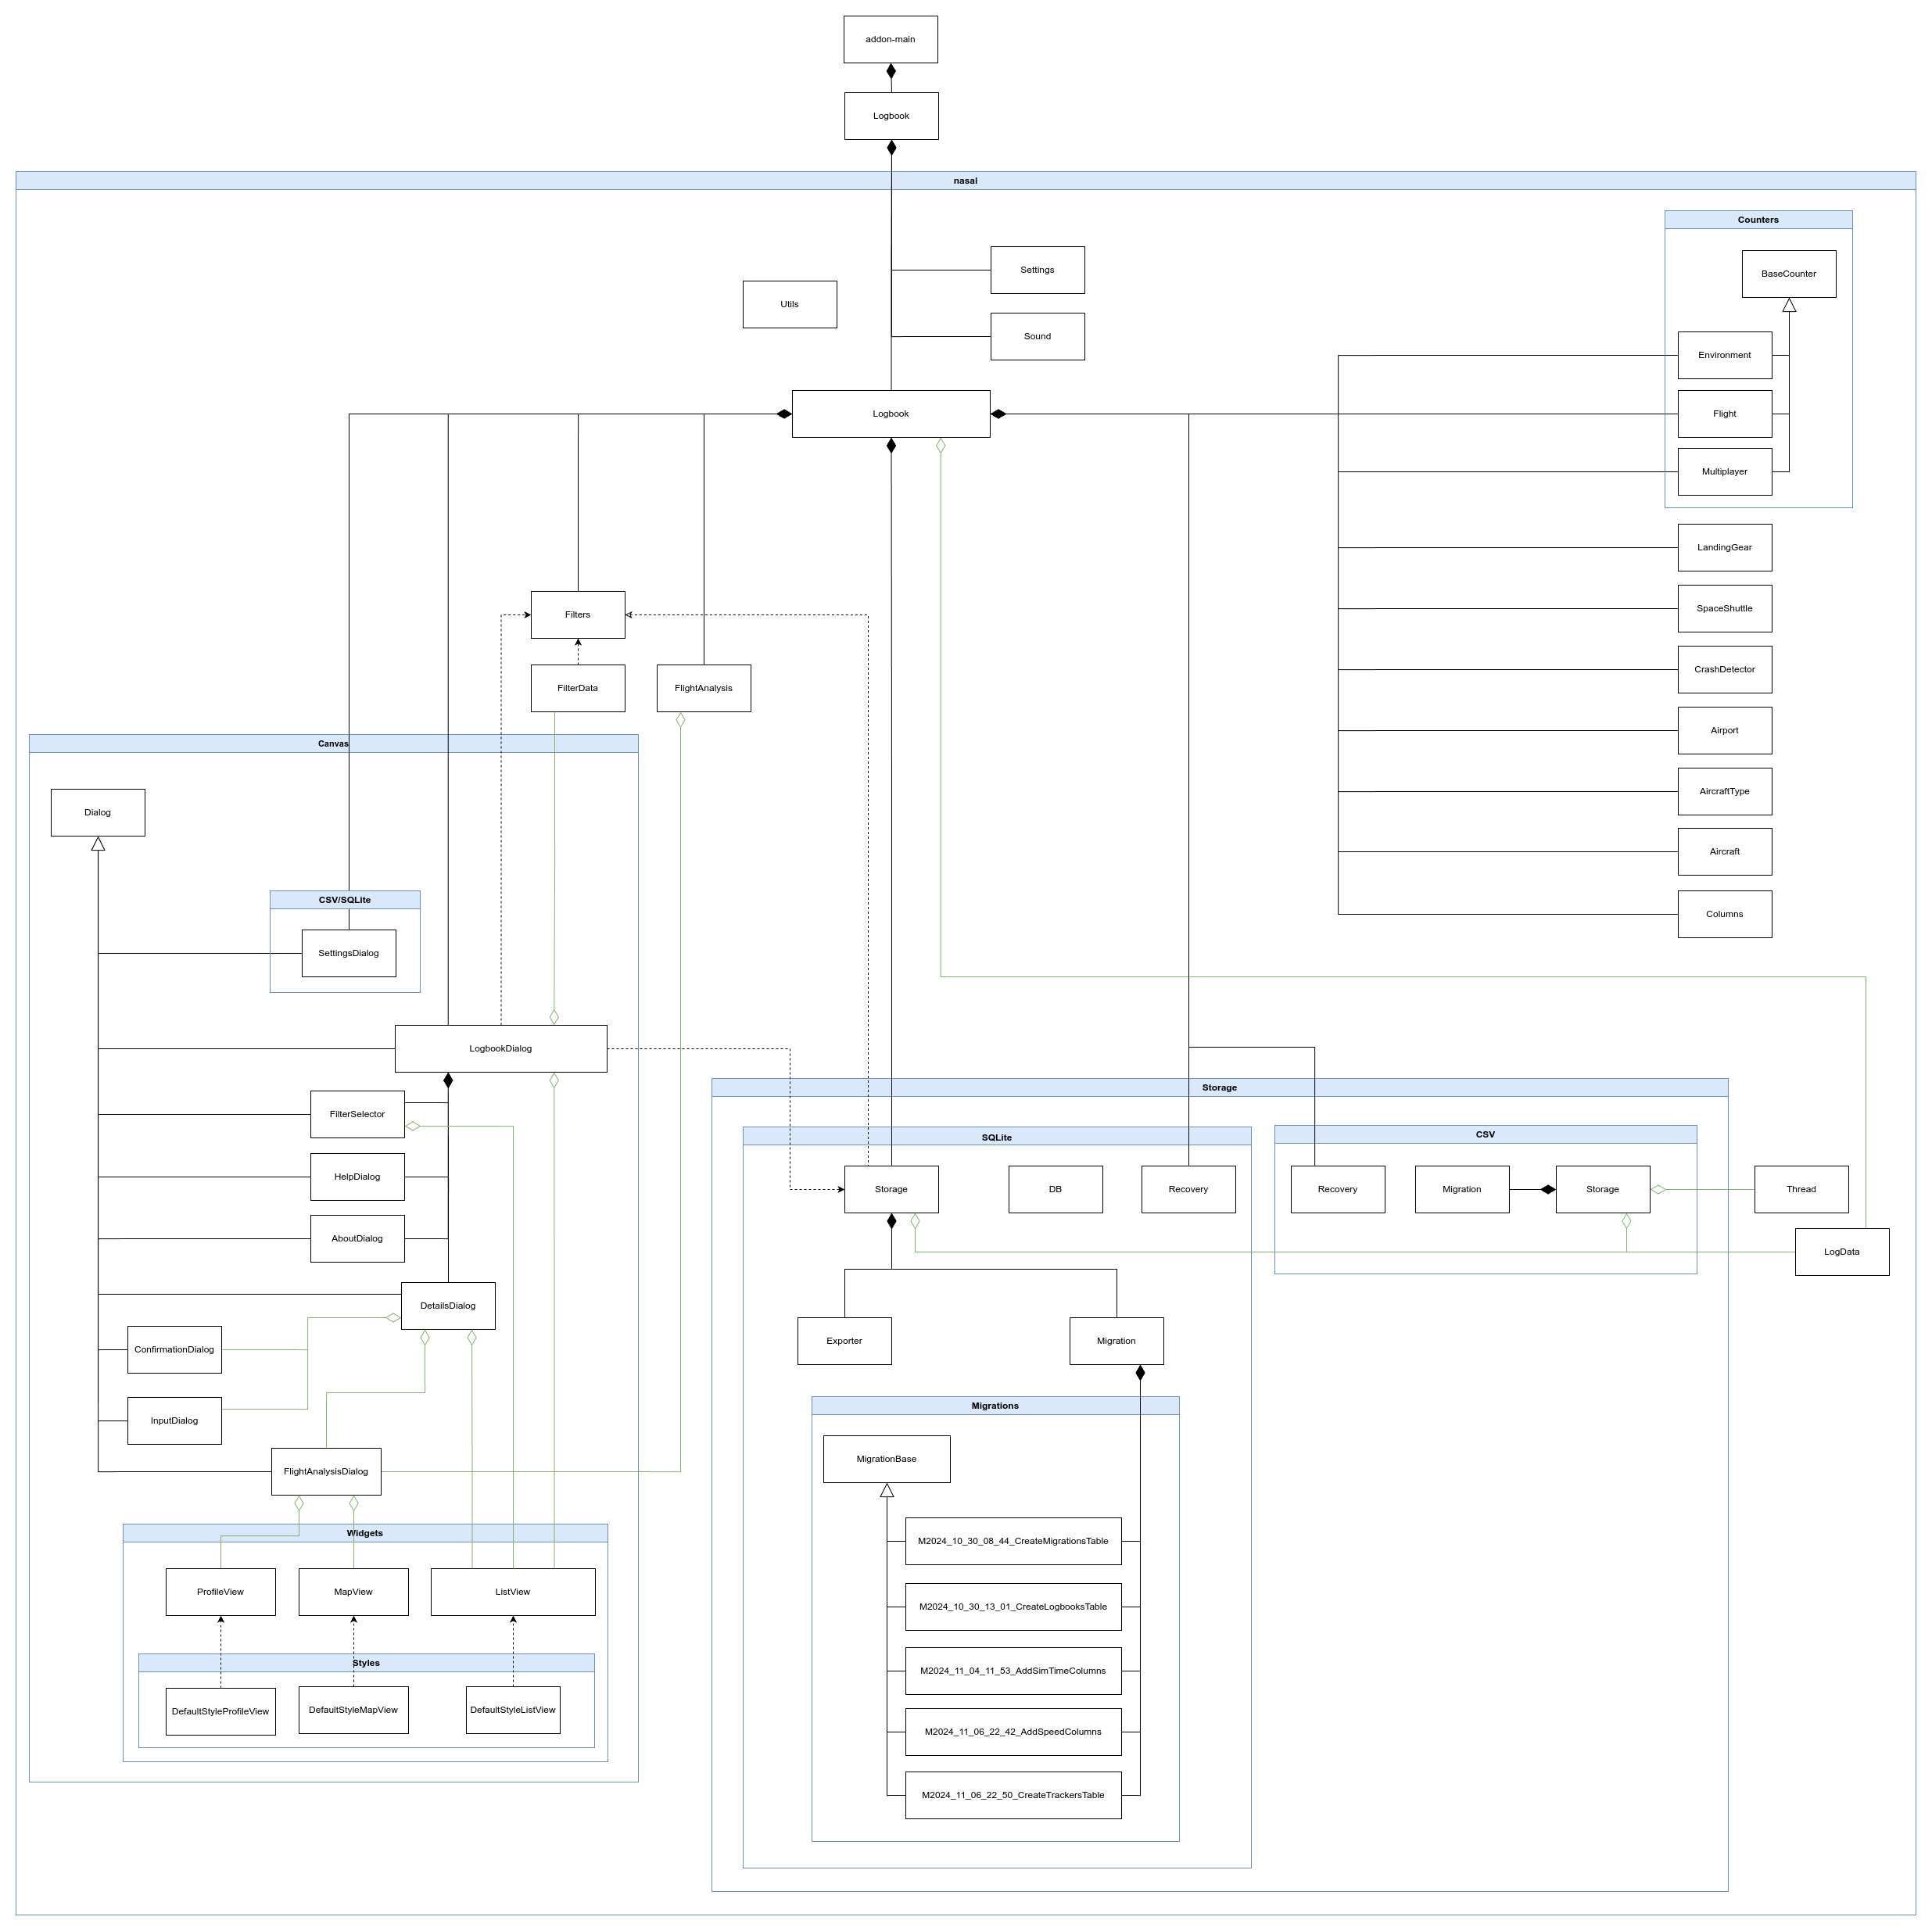 addon-main
Logbook
nasal
Counters
BaseCounter
Settings
Utils
Sound
Environment
Logbook
Flight
Multiplayer
LandingGear
SpaceShuttle
Filters
CrashDetector
FilterData
FlightAnalysis
Airport
Canvas
AircraftType
Dialog
Aircraft
CSV/SQLite
Columns
SettingsDialog
LogbookDialog
Storage
FilterSelector
SQLite
CSV
HelpDialog
Storage
DB
Recovery
Recovery
Migration
Storage
Thread
AboutDialog
LogData
DetailsDialog
Exporter
Migration
ConfirmationDialog
Migrations
InputDialog
MigrationBase
FlightAnalysisDialog
Widgets
M2024_10_30_08_44_CreateMigrationsTable
ProfileView
MapView
ListView
M2024_10_30_13_01_CreateLogbooksTable
Styles
M2024_11_04_11_53_AddSimTimeColumns
DefaultStyleProfileView
DefaultStyleMapView
DefaultStyleListView
M2024_11_06_22_42_AddSpeedColumns
M2024_11_06_22_50_CreateTrackersTable